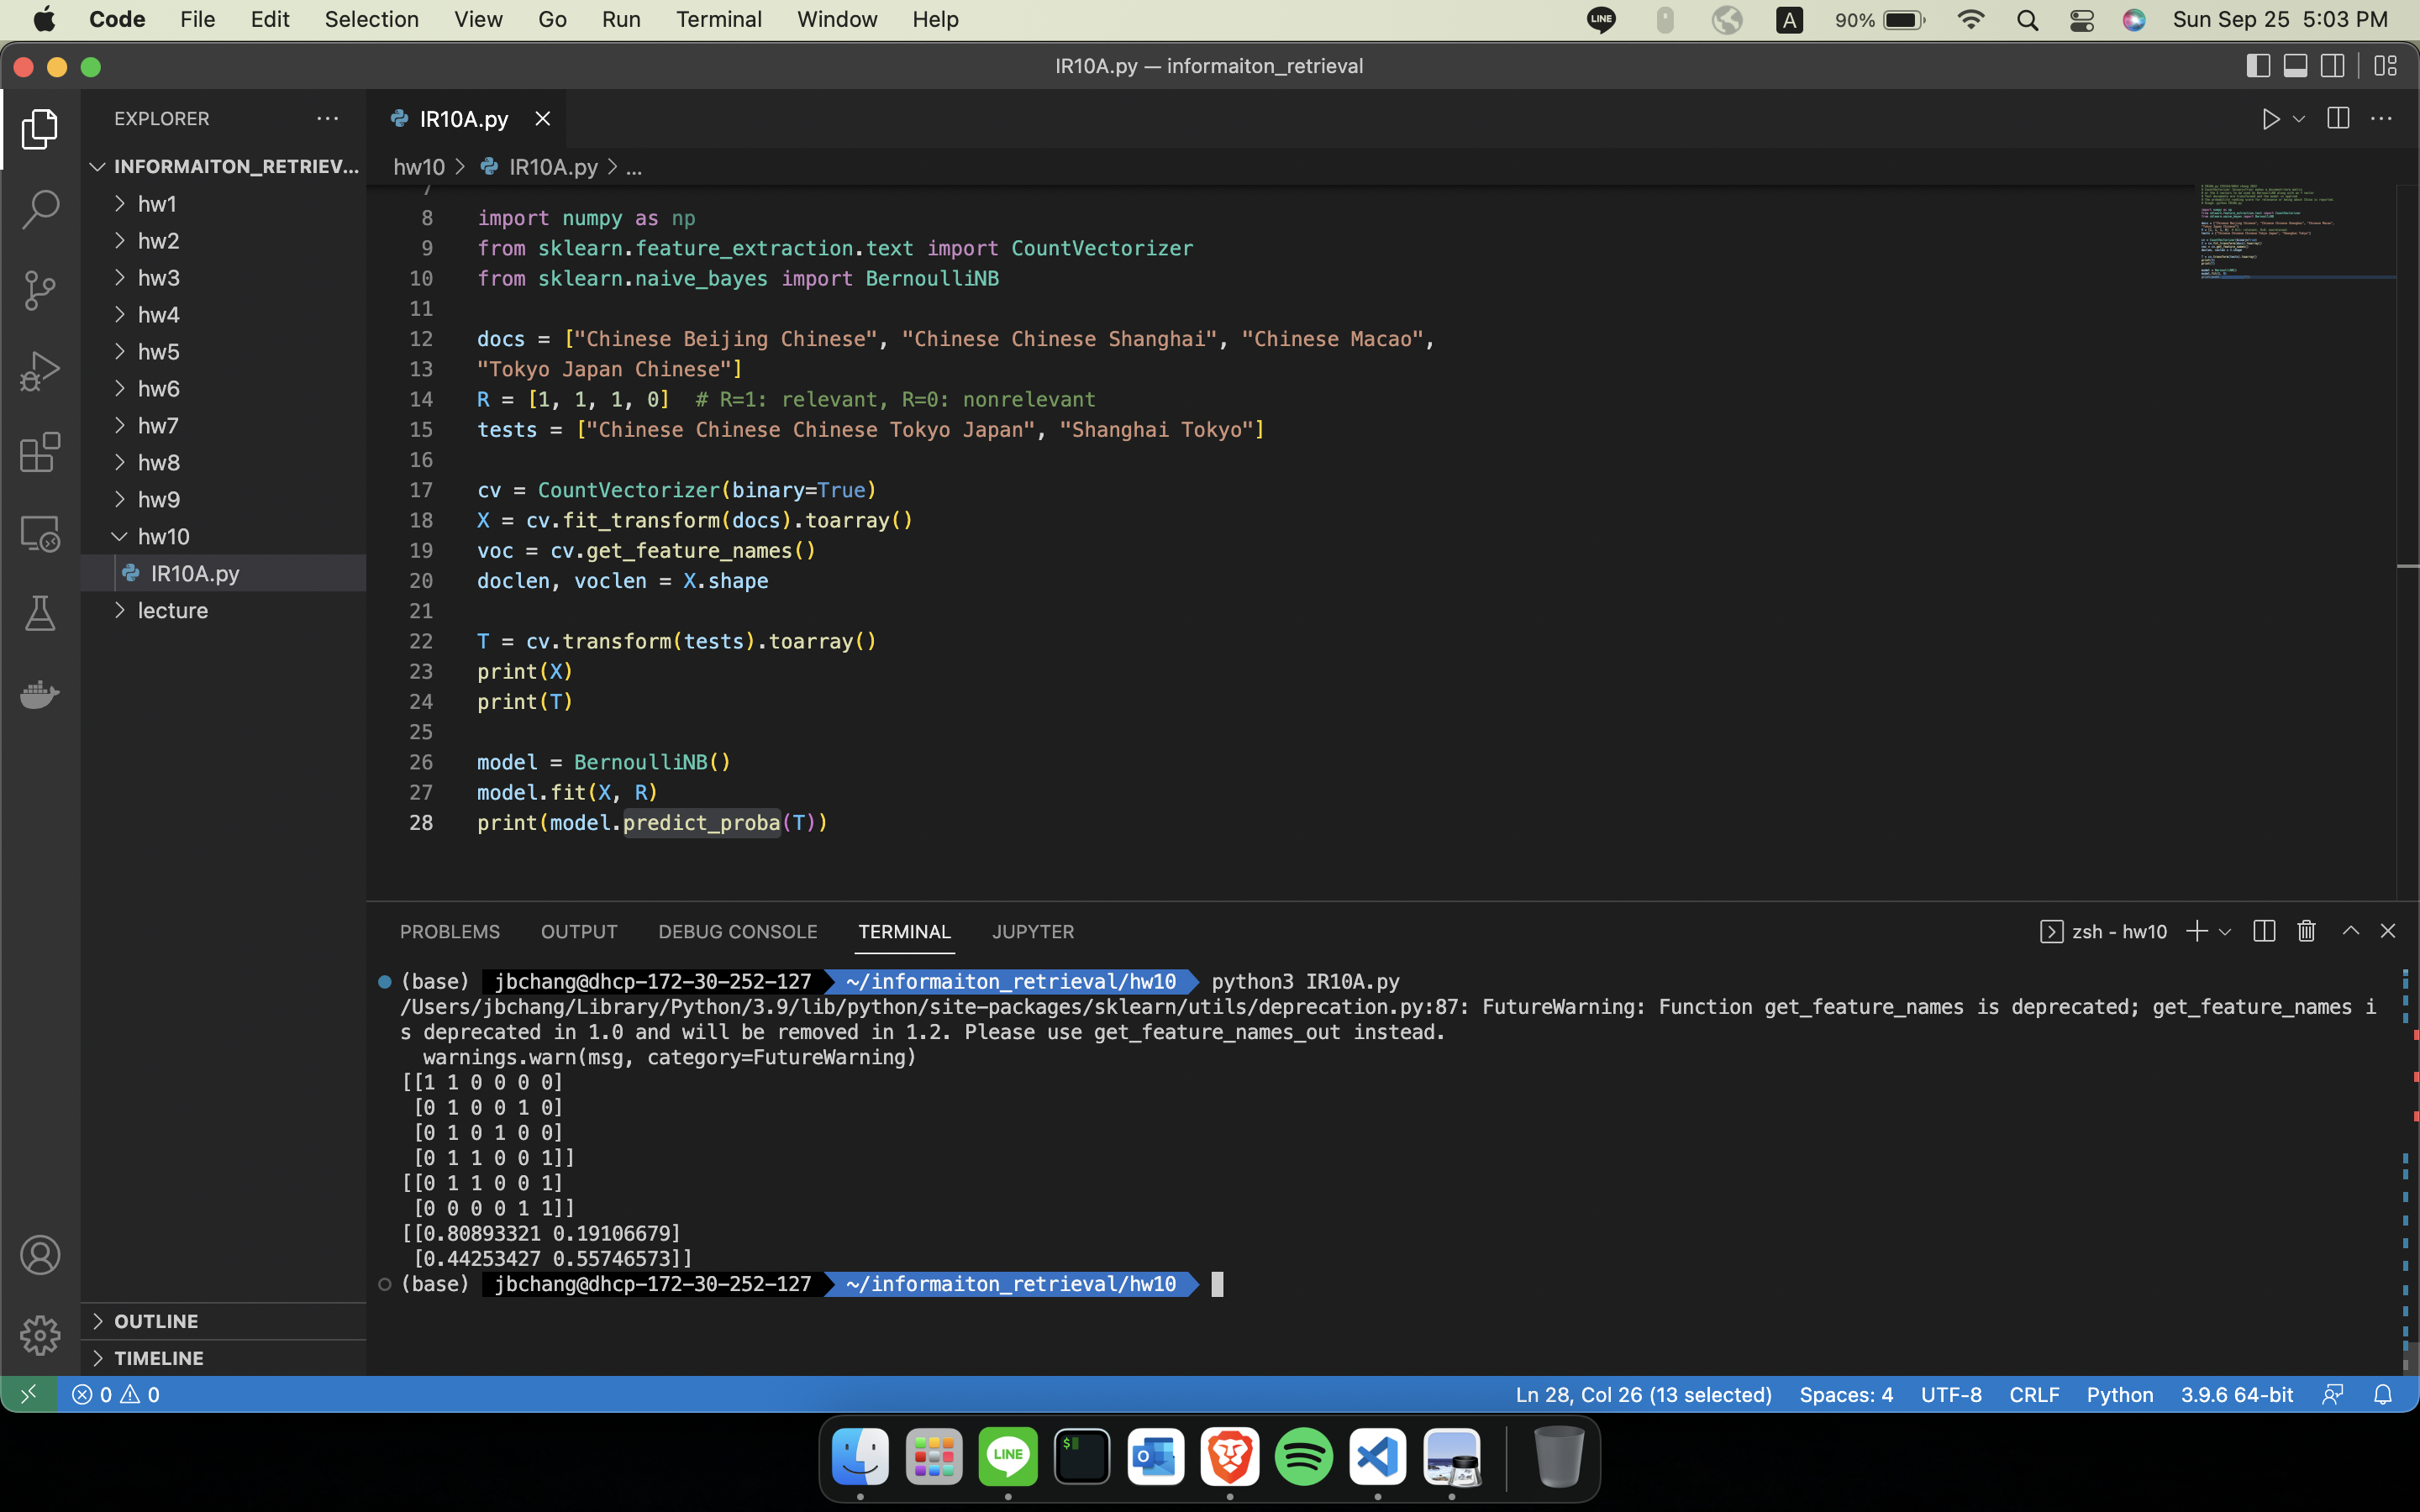 Code File Edit Selection View Go Run Terminal Window Help LINE A 90% Sun Sep 25 5:03 PM
IR10A.py — informaiton_retrieval
EXPLORER
IR10A.py
INFORMAITON_RETRIEV...
hw10 > IR10A.py > ...
hw1
hw2
hw3
hw4
hw5
hw6
hw7
hw8
hw9
hw10
IR10A.py
lecture
OUTLINE
TIMELINE
7
8 import numpy as np
9 from sklearn.feature_extraction.text import CountVectorizer
10 from sklearn.naive_bayes import BernoulliNB
11
12 docs = ["Chinese Beijing Chinese", "Chinese Chinese Shanghai", "Chinese Macao",
13 "Tokyo Japan Chinese"]
14 R = [1, 1, 1, 0]  # R=1: relevant, R=0: nonrelevant
15 tests = ["Chinese Chinese Chinese Tokyo Japan", "Shanghai Tokyo"]
16
17 cv = CountVectorizer(binary=True)
18 X = cv.fit_transform(docs).toarray()
19 voc = cv.get_feature_names()
20 doclen, voclen = X.shape
21
22 T = cv.transform(tests).toarray()
23 print(X)
24 print(T)
25
26 model = BernoulliNB()
27 model.fit(X, R)
28 print(model.predict_proba(T))
PROBLEMS OUTPUT DEBUG CONSOLE TERMINAL JUPYTER zsh - hw10
(base) jbchang@dhcp-172-30-252-127 ~/informaiton_retrieval/hw10 python3 IR10A.py
/Users/jbchang/Library/Python/3.9/lib/python/site-packages/sklearn/utils/deprecation.py:87: FutureWarning: Function get_feature_names is deprecated; get_feature_names i
s deprecated in 1.0 and will be removed in 1.2. Please use get_feature_names_out instead.
  warnings.warn(msg, category=FutureWarning)
[[1 1 0 0 0 0]
 [0 1 0 0 1 0]
 [0 1 0 1 0 0]
 [0 1 1 0 0 1]]
[[0 1 1 0 0 1]
 [0 0 0 0 1 1]]
[[0.80893321 0.19106679]
 [0.44253427 0.55746573]]
(base) jbchang@dhcp-172-30-252-127 ~/informaiton_retrieval/hw10
0 0 Ln 28, Col 26 (13 selected) Spaces: 4 UTF-8 CRLF Python 3.9.6 64-bit
LINE